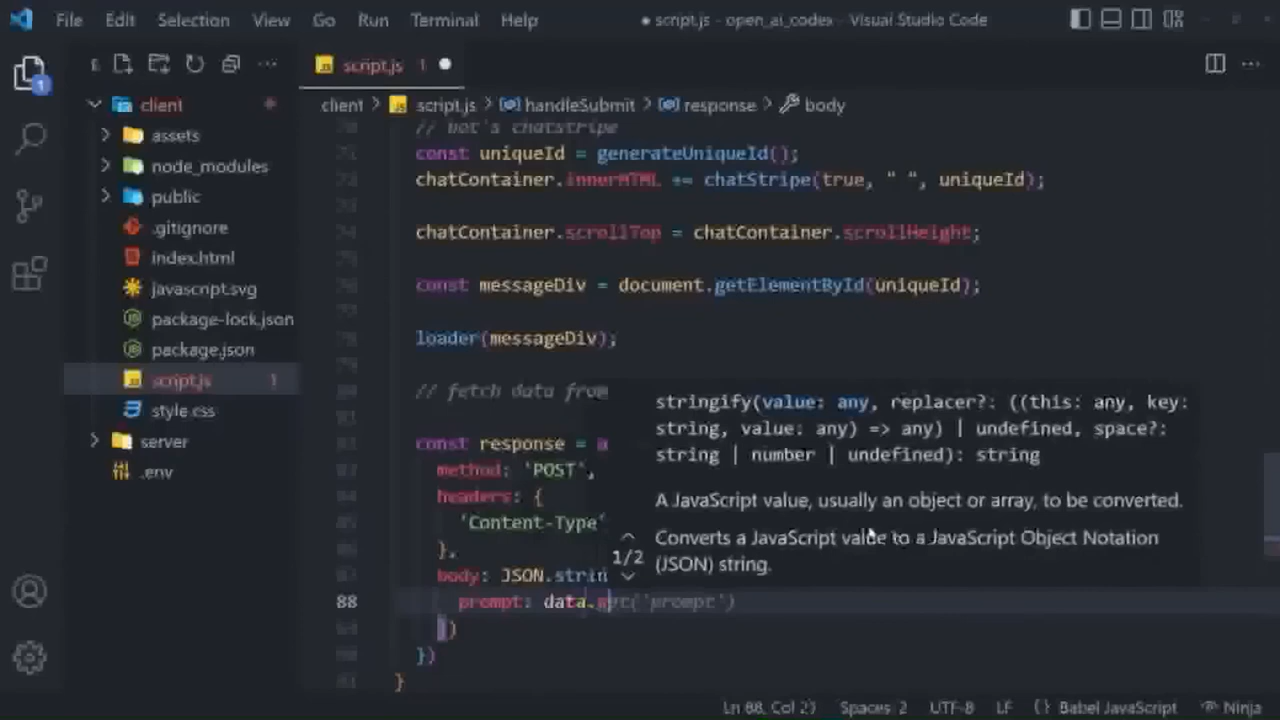 File Edit Selection View Go Run Terminal Help
● script.js - open_ai_codex - Visual Studio Code
script.js 1
client > script.js > handleSubmit > response > body
1
client
assets
node_modules
public
.gitignore
index.html
javascript.svg
package-lock.json
package.json
script.js 1
style.css
server
.env
// bot's chatstripe
const uniqueId = generateUniqueId();
chatContainer.innerHTML += chatStripe(true, " ", uniqueId);
chatContainer.scrollTop = chatContainer.scrollHeight;
const messageDiv = document.getElementById(uniqueId);
loader(messageDiv);
// fetch data from
const response = a
method: 'POST',
headers: {
'Content-Type'
},
body: JSON.strin
88 prompt: data.get('prompt')
})
})
}
stringify(value: any, replacer?: ((this: any, key:
string, value: any) => any) | undefined, space?:
string | number | undefined): string
A JavaScript value, usually an object or array, to be converted.
1/2
Converts a JavaScript value to a JavaScript Object Notation
(JSON) string.
Ln 88, Col 21 Spaces: 2 UTF-8 LF {} Babel JavaScript Ninja